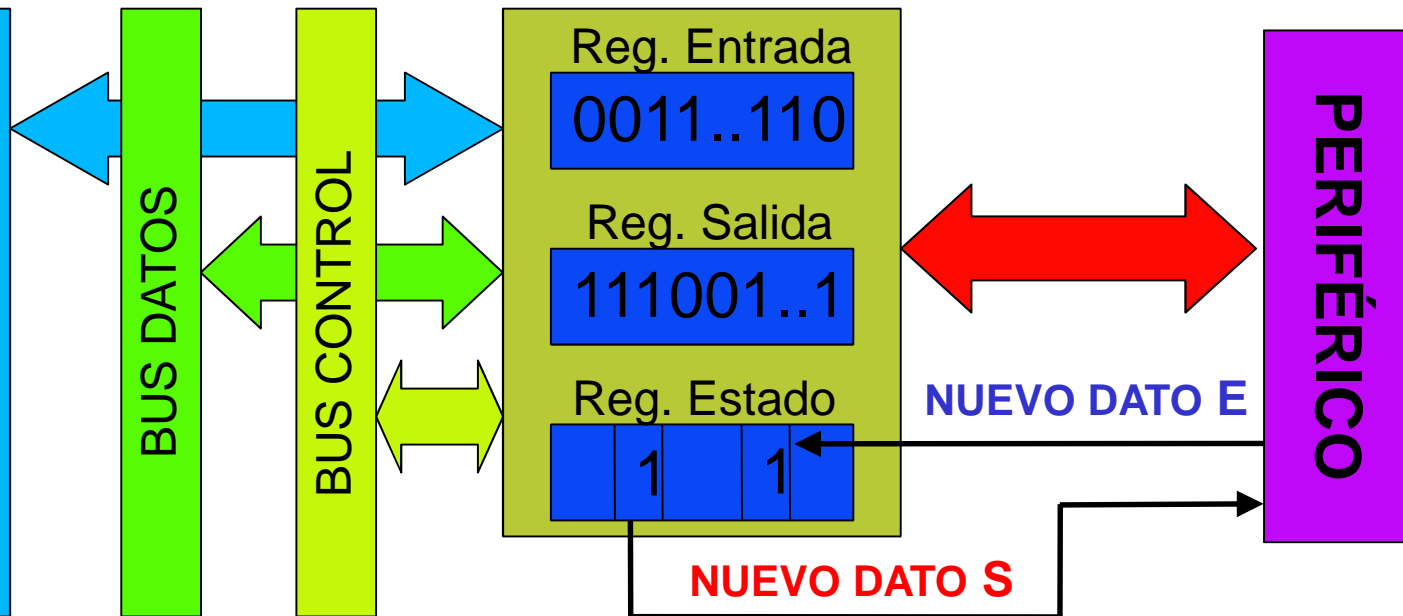 BUS DATOS
BUS CONTROL
Reg. Entrada
0011..110
Reg. Salida
111001..1
Reg. Estado
1 1
NUEVO DATO E
NUEVO DATO S
PERIFÉRICO